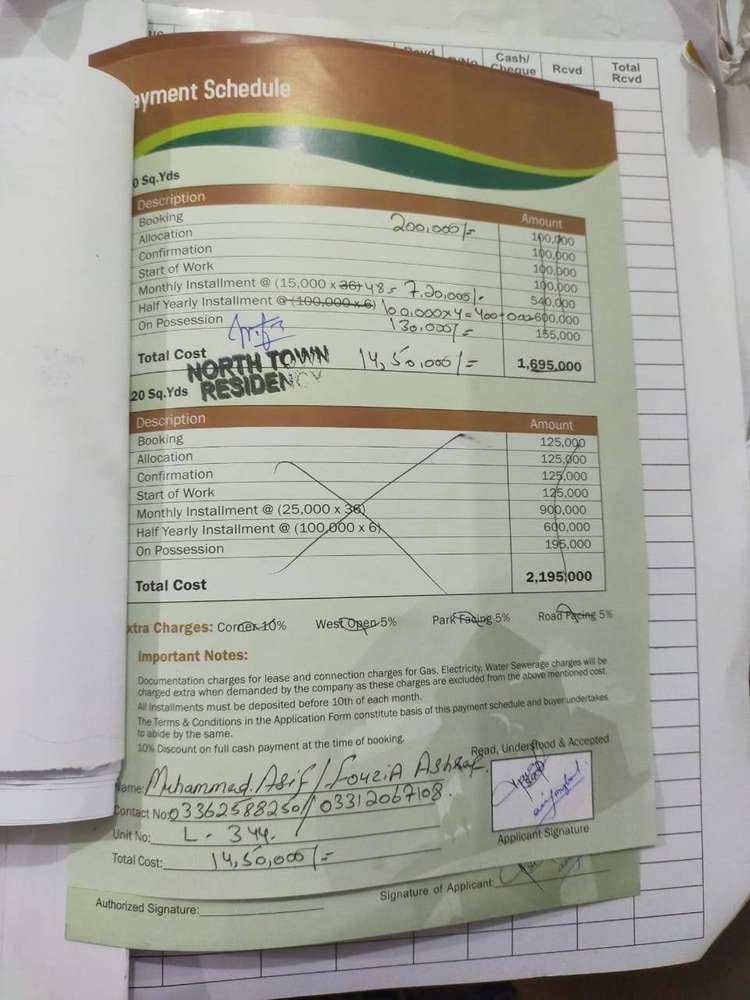 Cash/
Cheque
Rcvd
Total
Rcvd
ayment Schedule
0 Sq.Yds
Description Amount
Booking 200,000/= 100,000
Allocation 100,000
Confirmation 100,000
Start of Work 100,000
Monthly Installment @ (15,000 x 36) 48 = 7,20,000/. 540,000
Half Yearly Installment @ (100,000 x 6) 100,000x4=400,000 600,000
On Possession 130,000/= 155,000
Total Cost 14,50,000/= 1,695,000
NORTH TOWN
RESIDENCY
20 Sq.Yds
Description Amount
Booking 125,000
Allocation 125,000
Confirmation 125,000
Start of Work 125,000
Monthly Installment @ (25,000 x 36) 900,000
Half Yearly Installment @ (100,000 x 6) 600,000
On Possession 195,000
Total Cost 2,195,000
xtra Charges: Corner 10% West Open 5% Park Facing 5% Road Facing 5%
Important Notes:
Documentation charges for lease and connection charges for Gas, Electricity, Water Sewerage charges will be
charged extra when demanded by the company as these charges are excluded from the above mentioned cost.
All Installments must be deposited before 10th of each month.
The Terms & Conditions in the Application Form constitute basis of this payment schedule and buyer undertakes
to abide by the same.
10% Discount on full cash payment at the time of booking.
Read, Understood & Accepted
Name: Muhammad Asif / Fouzia Ashraf.
Contact No: 03362588250// 03312067108.
Unit No: L - 344.
Applicant Signature
Total Cost: 14,50,000/=
Authorized Signature: Signature of Applicant: